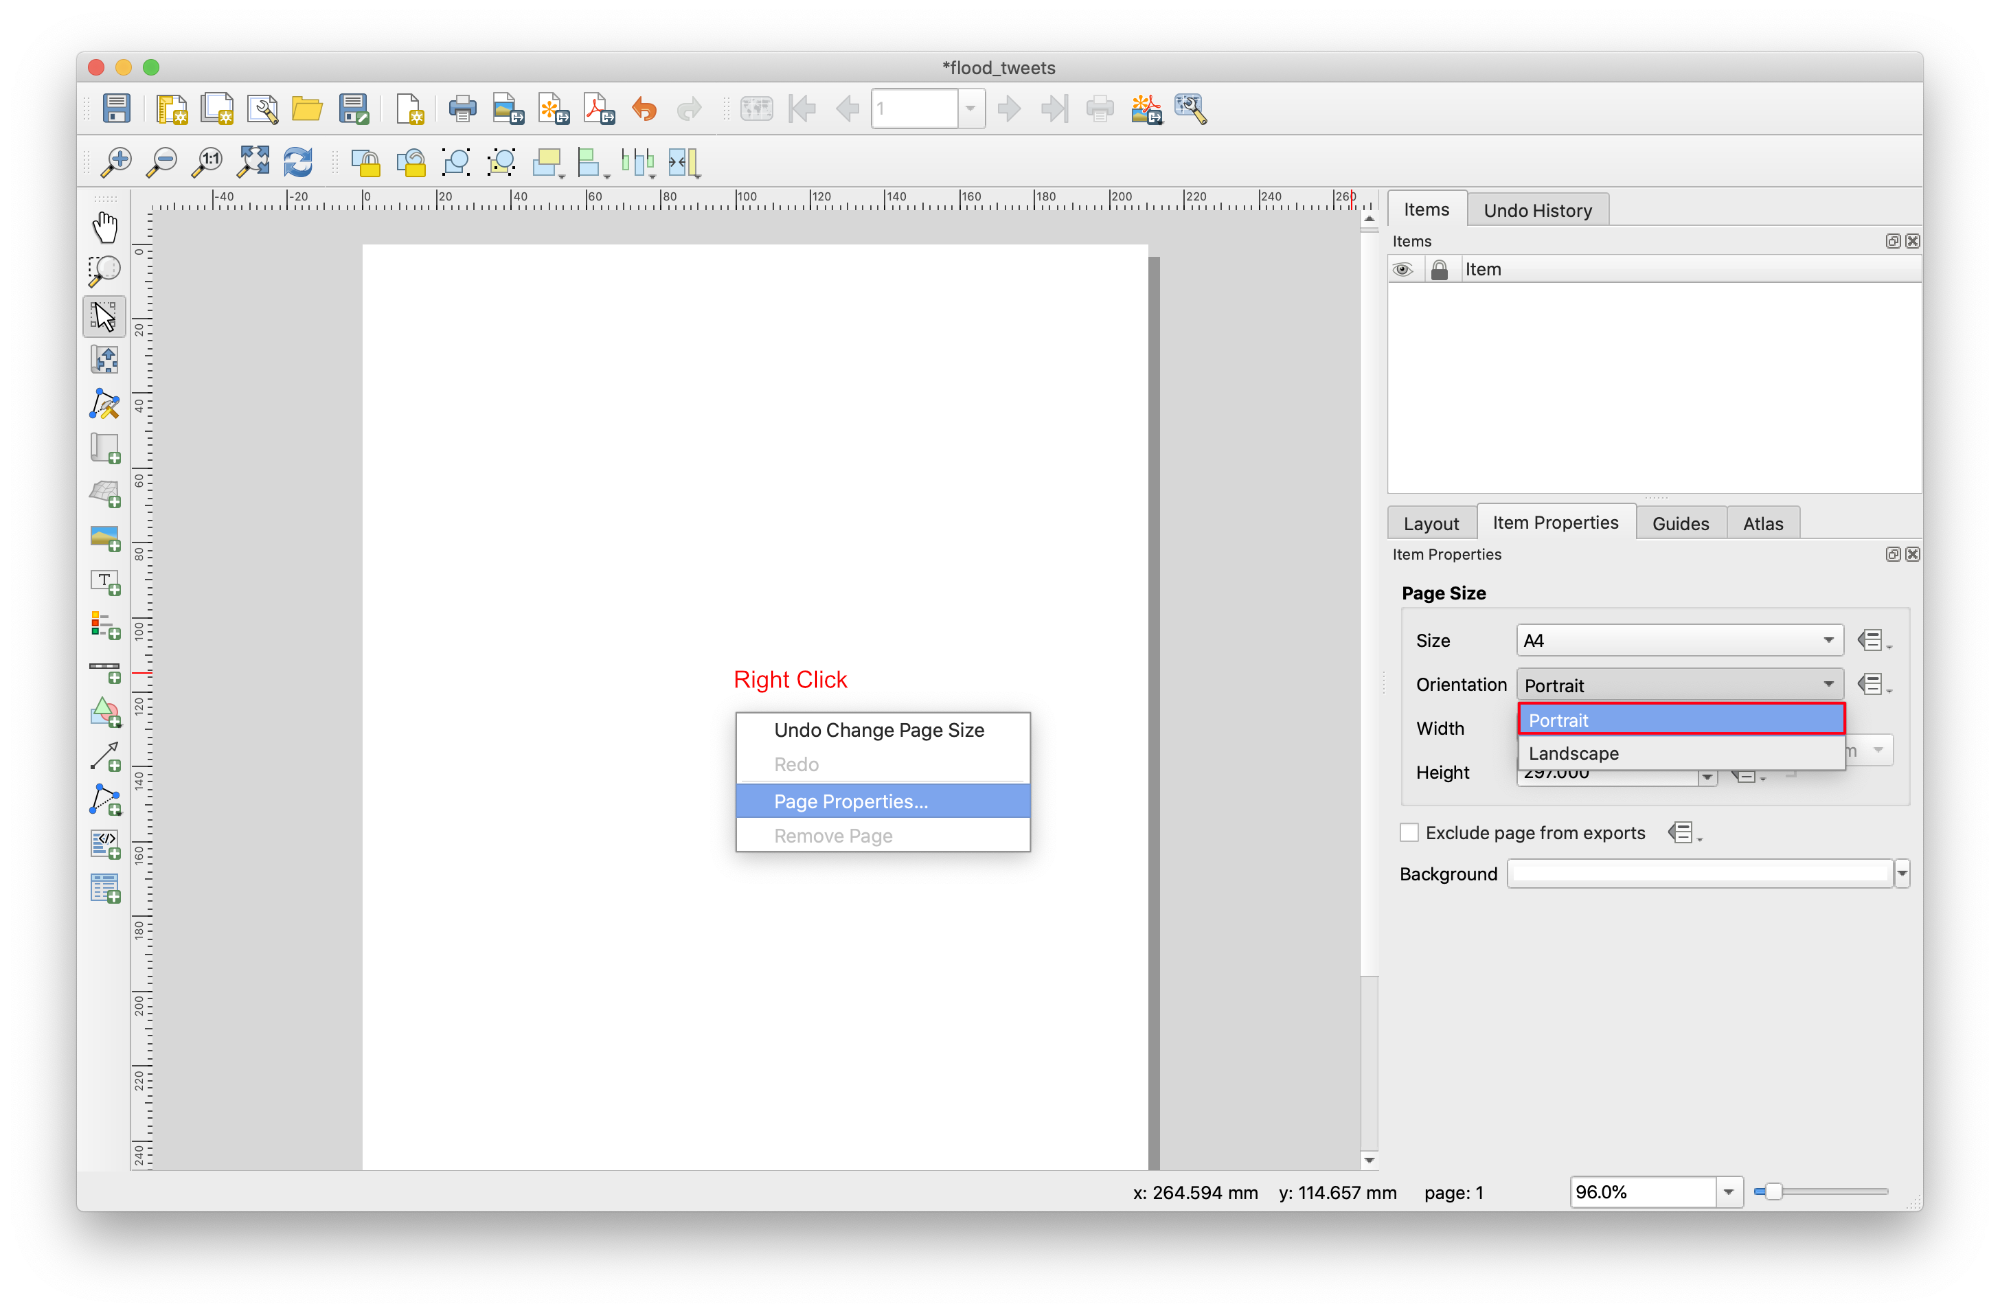 *flood_tweets
1:1
1
-40 -20 0 20 40 60 80 100 120 140 160 180 200 220 240 260
0 20 40 60 80 100 120 140 160 180 200 220 240
Items Undo History
Items
Item
Layout Item Properties Guides Atlas
Item Properties
Page Size
Size A4
Orientation Portrait
Portrait
Width
Landscape
Height 297.000
Exclude page from exports
Background
Right Click
Undo Change Page Size
Redo
Page Properties...
Remove Page
T
x: 264.594 mm y: 114.657 mm page: 1 96.0%